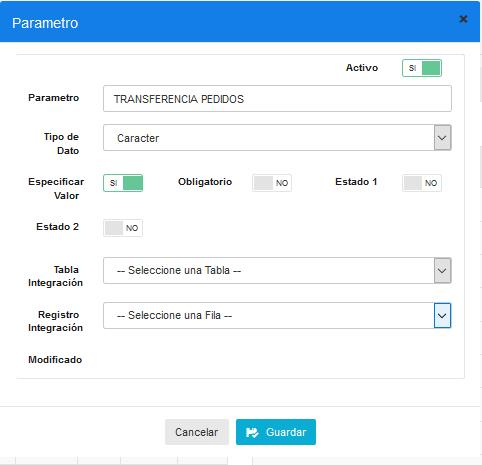 Parametro
Activo SI
Parametro TRANSFERENCIA PEDIDOS
Tipo de Dato Caracter
Especificar Valor SI Obligatorio NO Estado 1 NO
Estado 2 NO
Tabla Integración -- Seleccione una Tabla --
Registro Integración -- Seleccione una Fila --
Modificado
Cancelar Guardar